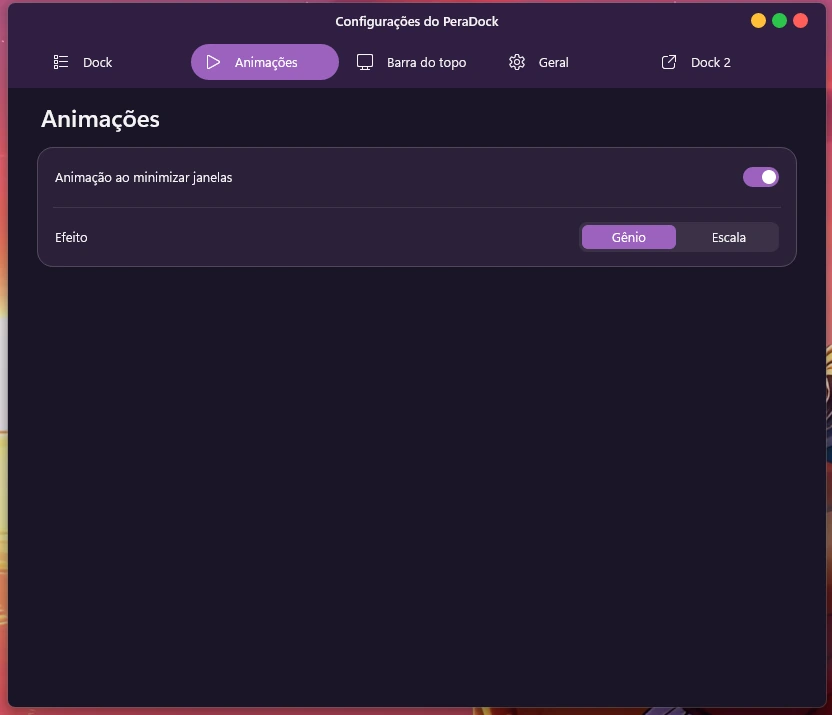 Configurações do PeraDock
Dock
Animações
Barra do topo
Geral
Dock 2
Animações
Animação ao minimizar janelas
Efeito
Gênio
Escala